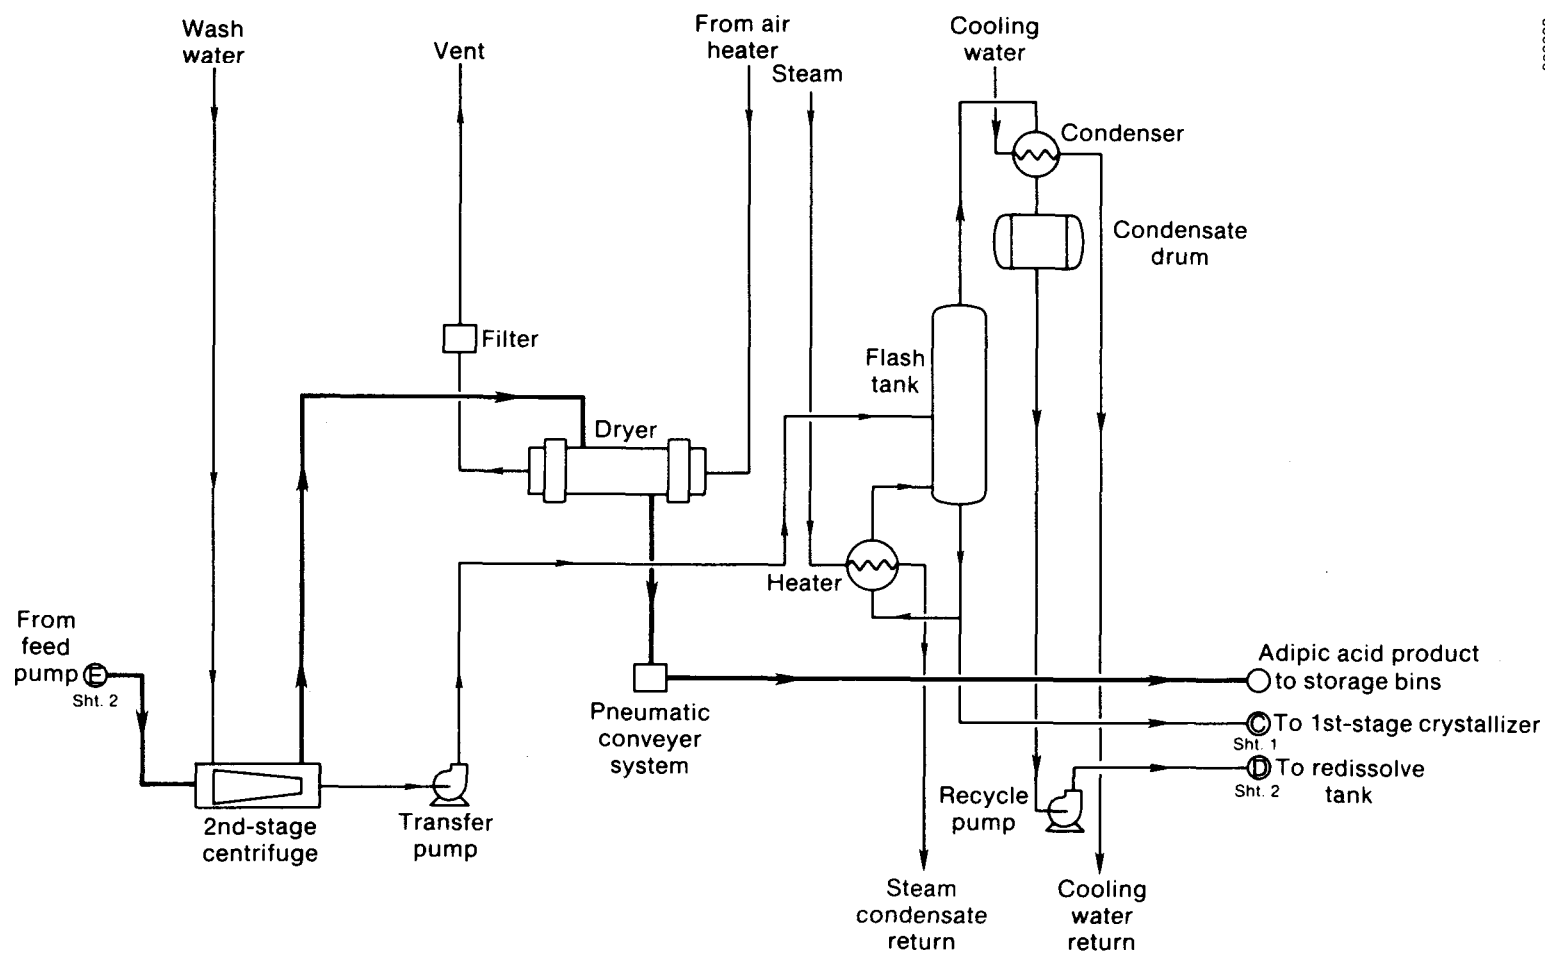 Wash
water
Vent
From air
heater
Steam
Cooling
water
Condenser
Condensate
drum
Filter
Flash
tank
Dryer
Heater
From
feed
pump
E
Sht. 2
Adipic acid product
to storage bins
Pneumatic
conveyer
system
C To 1st-stage crystallizer
Sht. 1
D To redissolve
tank
Sht. 2
Recycle
pump
2nd-stage
centrifuge
Transfer
pump
Steam
condensate
return
Cooling
water
return